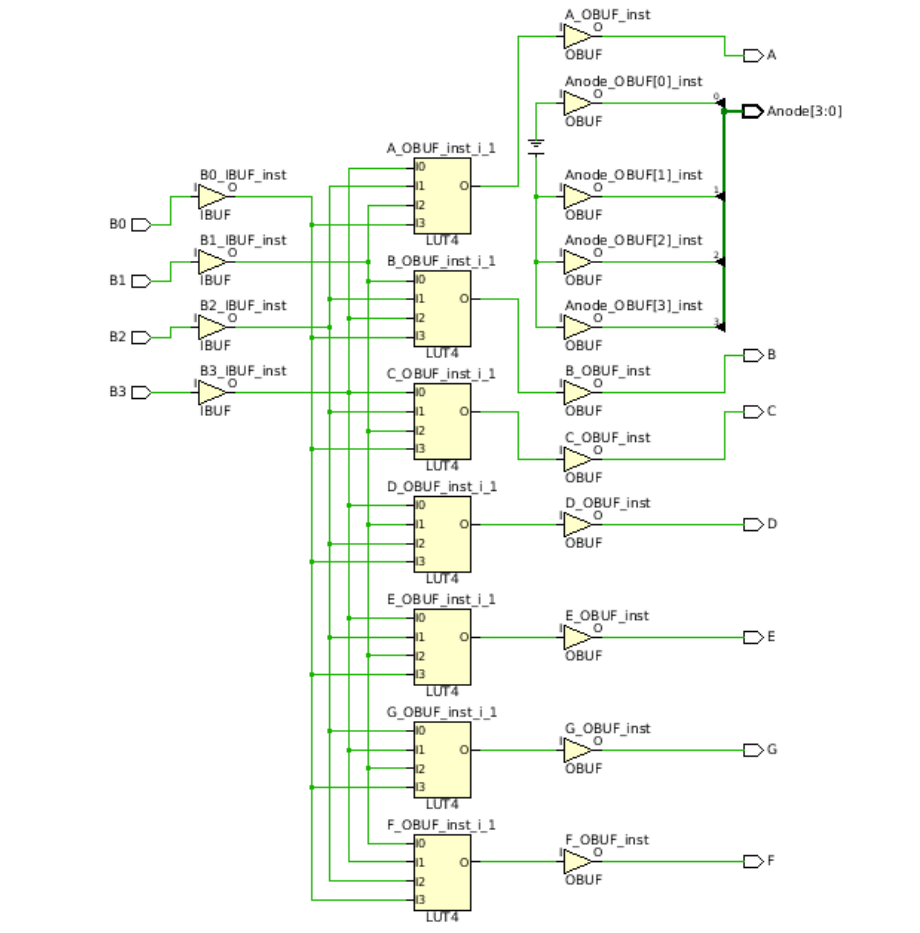 A_OBUF_inst
I
O
OBUF
A
Anode_OBUF[0]_inst
I
O
OBUF
0
Anode[3:0]
A_OBUF_inst_i_1
I0
I1
I2
I3
O
LUT4
B0_IBUF_inst
I
O
IBUF
B0
Anode_OBUF[1]_inst
I
O
OBUF
1
B1_IBUF_inst
I
O
IBUF
B1
Anode_OBUF[2]_inst
I
O
OBUF
2
B_OBUF_inst_i_1
I0
I1
I2
I3
O
LUT4
B2_IBUF_inst
I
O
IBUF
B2
Anode_OBUF[3]_inst
I
O
OBUF
3
B3_IBUF_inst
I
O
IBUF
B3
B_OBUF_inst
I
O
OBUF
B
C_OBUF_inst_i_1
I0
I1
I2
I3
O
LUT4
C_OBUF_inst
I
O
OBUF
C
D_OBUF_inst_i_1
I0
I1
I2
I3
O
LUT4
D_OBUF_inst
I
O
OBUF
D
E_OBUF_inst_i_1
I0
I1
I2
I3
O
LUT4
E_OBUF_inst
I
O
OBUF
E
G_OBUF_inst_i_1
I0
I1
I2
I3
O
LUT4
G_OBUF_inst
I
O
OBUF
G
F_OBUF_inst_i_1
I0
I1
I2
I3
O
LUT4
F_OBUF_inst
I
O
OBUF
F